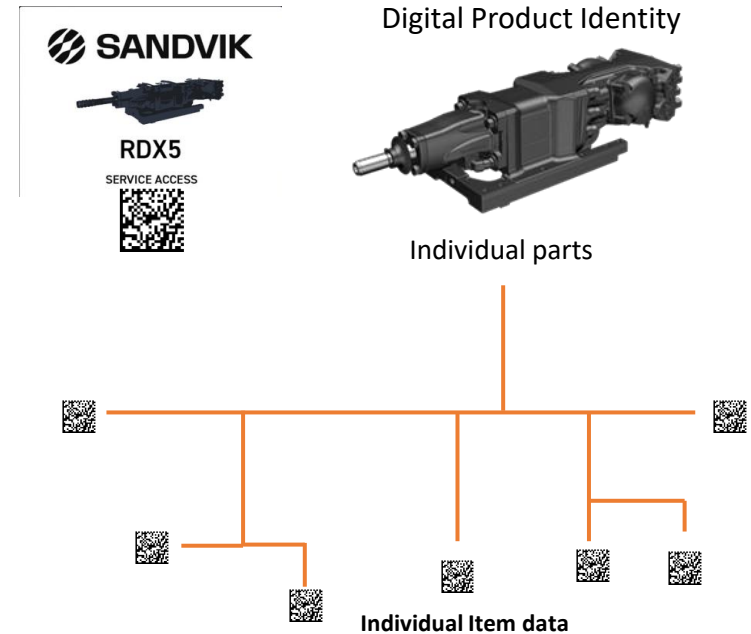 Digital Product Identity
SANDVIK
RDX5
SERVICE ACCESS
Individual parts
Individual Item data